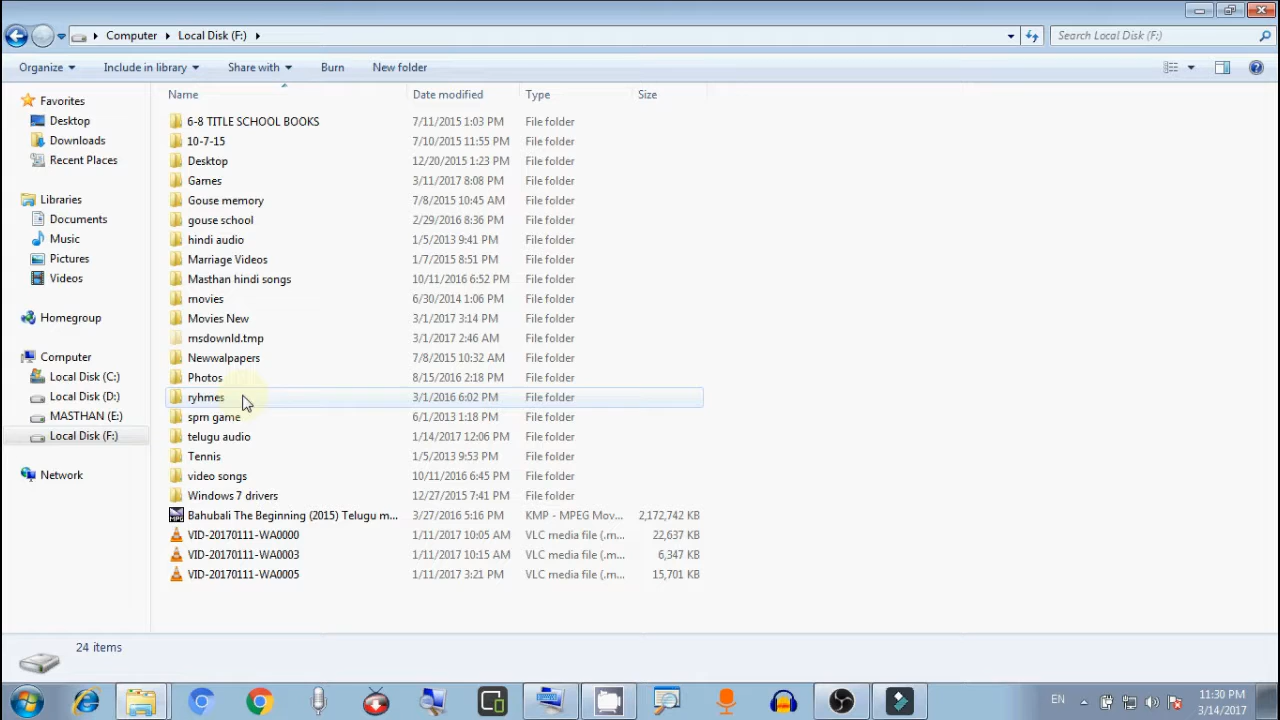 Computer Local Disk (F:) Search Local Disk (F:)
Organize Include in library Share with Burn New folder
Name Date modified Type Size
Favorites
Desktop
Downloads
Recent Places
Libraries
Documents
Music
Pictures
Videos
Homegroup
Computer
Local Disk (C:)
Local Disk (D:)
MASTHAN (E:)
Local Disk (F:)
Network
6-8 TITLE SCHOOL BOOKS 7/11/2015 1:03 PM File folder
10-7-15 7/10/2015 11:55 PM File folder
Desktop 12/20/2015 1:23 PM File folder
Games 3/11/2017 8:08 PM File folder
Gouse memory 7/8/2015 10:45 AM File folder
gouse school 2/29/2016 8:36 PM File folder
hindi audio 1/5/2013 9:41 PM File folder
Marriage Videos 1/7/2015 8:51 PM File folder
Masthan hindi songs 10/11/2016 6:52 PM File folder
movies 6/30/2014 1:06 PM File folder
Movies New 3/1/2017 3:14 PM File folder
msdownld.tmp 3/1/2017 2:46 AM File folder
Newwalpapers 7/8/2015 10:32 AM File folder
Photos 8/15/2016 2:18 PM File folder
ryhmes 3/1/2016 6:02 PM File folder
sprn game 6/1/2013 1:18 PM File folder
telugu audio 1/14/2017 12:06 PM File folder
Tennis 1/5/2013 9:53 PM File folder
video songs 10/11/2016 6:45 PM File folder
Windows 7 drivers 12/27/2015 7:41 PM File folder
Bahubali The Beginning (2015) Telugu m... 3/27/2016 5:16 PM KMP - MPEG Mov... 2,172,742 KB
VID-20170111-WA0000 1/11/2017 10:05 AM VLC media file (.m... 22,637 KB
VID-20170111-WA0003 1/11/2017 10:15 AM VLC media file (.m... 6,347 KB
VID-20170111-WA0005 1/11/2017 3:21 PM VLC media file (.m... 15,701 KB
24 items
EN 11:30 PM
3/14/2017